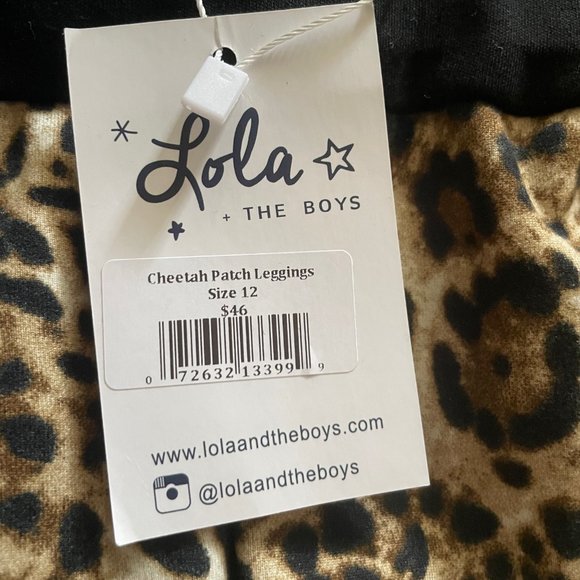 Lola
+ THE BOYS
Cheetah Patch Leggings
Size 12
$46
0 72632 13399 9
www.lolaandtheboys.com
@lolaandtheboys